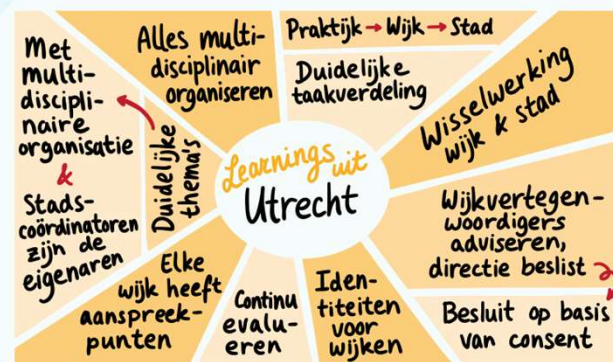 Learnings uit
Utrecht
Alles multi-
disciplinair
organiseren
Praktijk → Wijk → Stad
Duidelijke
taakverdeling
Wisselwerking
wijk & stad
Wijkvertegen-
woordigers
adviseren,
directie beslist
Besluit op basis
van consent
Iden-
titeiten
voor
wijken
Continu
evalu-
eren
Elke
wijk heeft
aanspreek-
punten
Duidelijke
thema's
Met
multi-
discipli-
naire
organisatie
&
Stads-
coördinatoren
zijn de
eigenaren